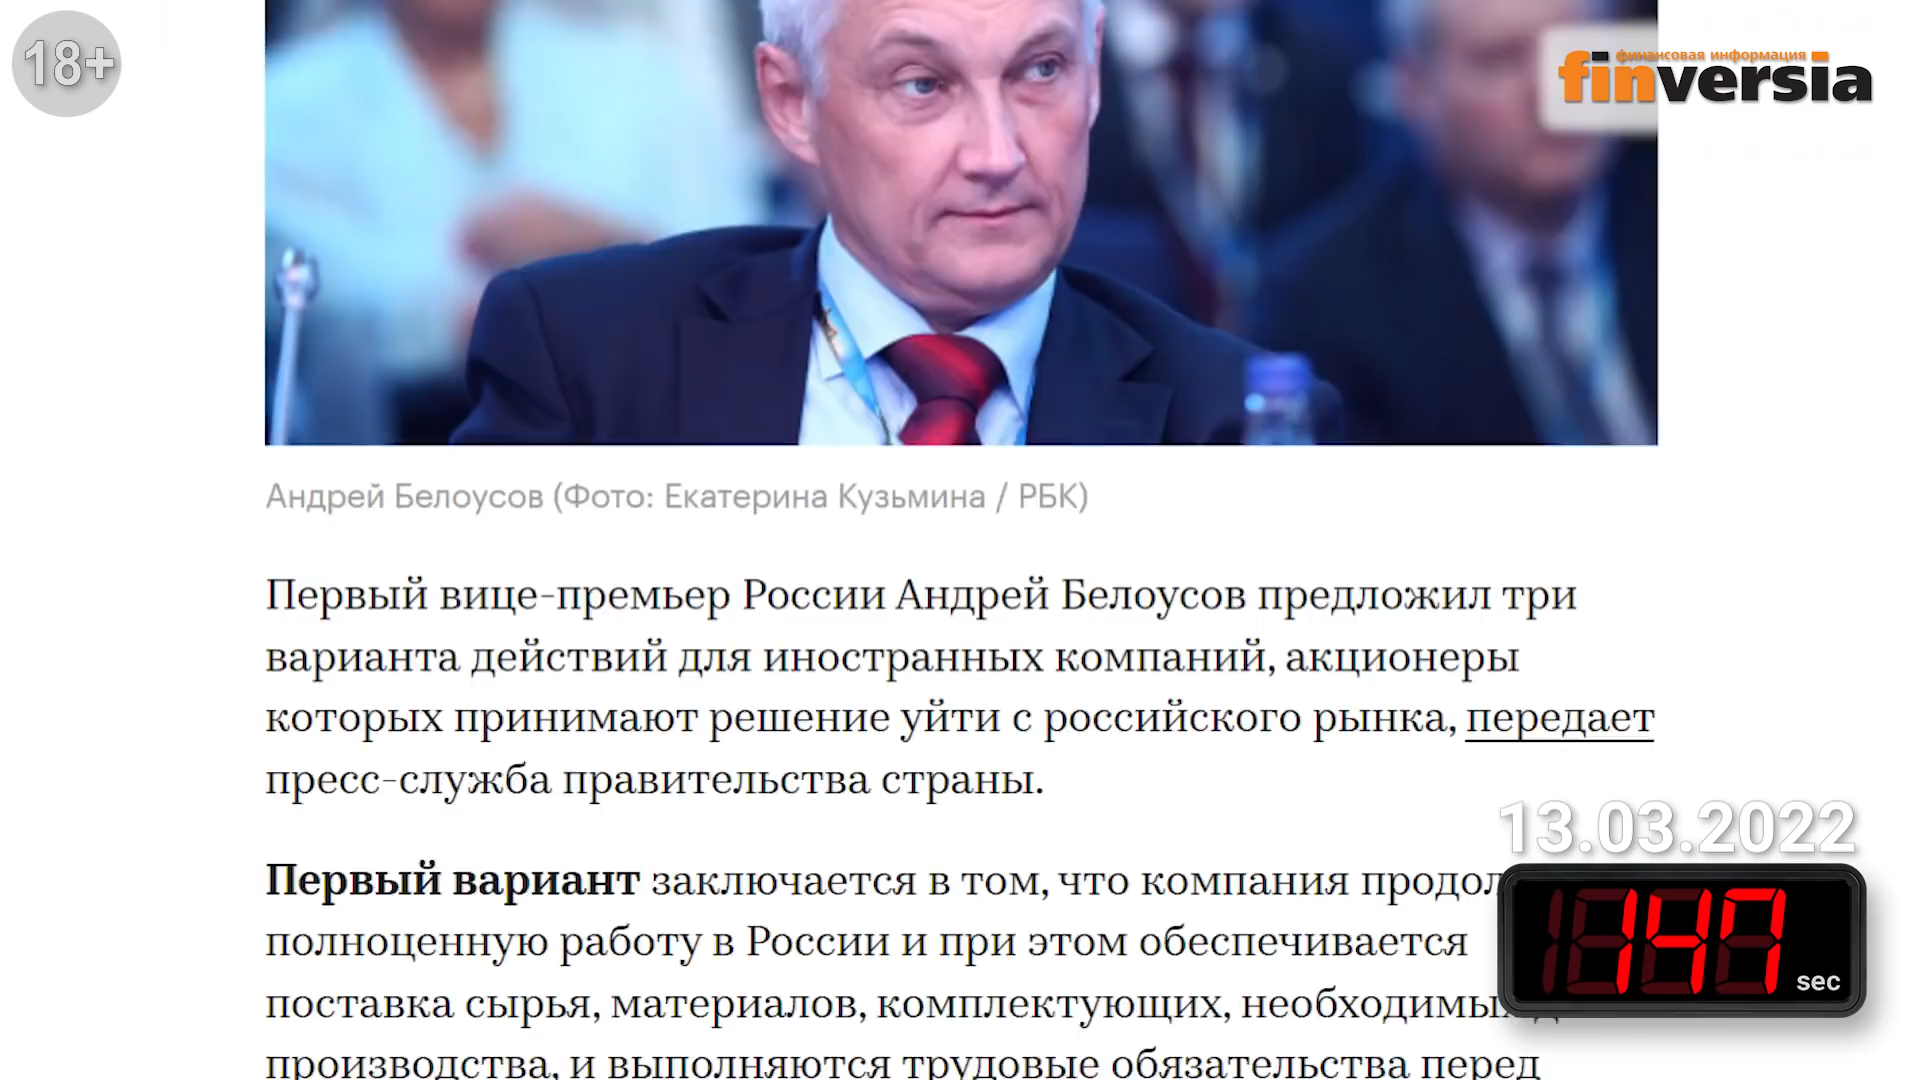 18+
финансовая информация
finversia
Андрей Белоусов (Фото: Екатерина Кузьмина / РБК)
Первый вице-премьер России Андрей Белоусов предложил три
варианта действий для иностранных компаний, акционеры
которых принимают решение уйти с российского рынка, передает
пресс-служба правительства страны.
13.03.2022
Первый вариант заключается в том, что компания
полноценную работу в России и при этом обеспечивается
147 sec
поставка сырья, материалов, комплектующих,
производства, и выполняются трудовые обязательства перед